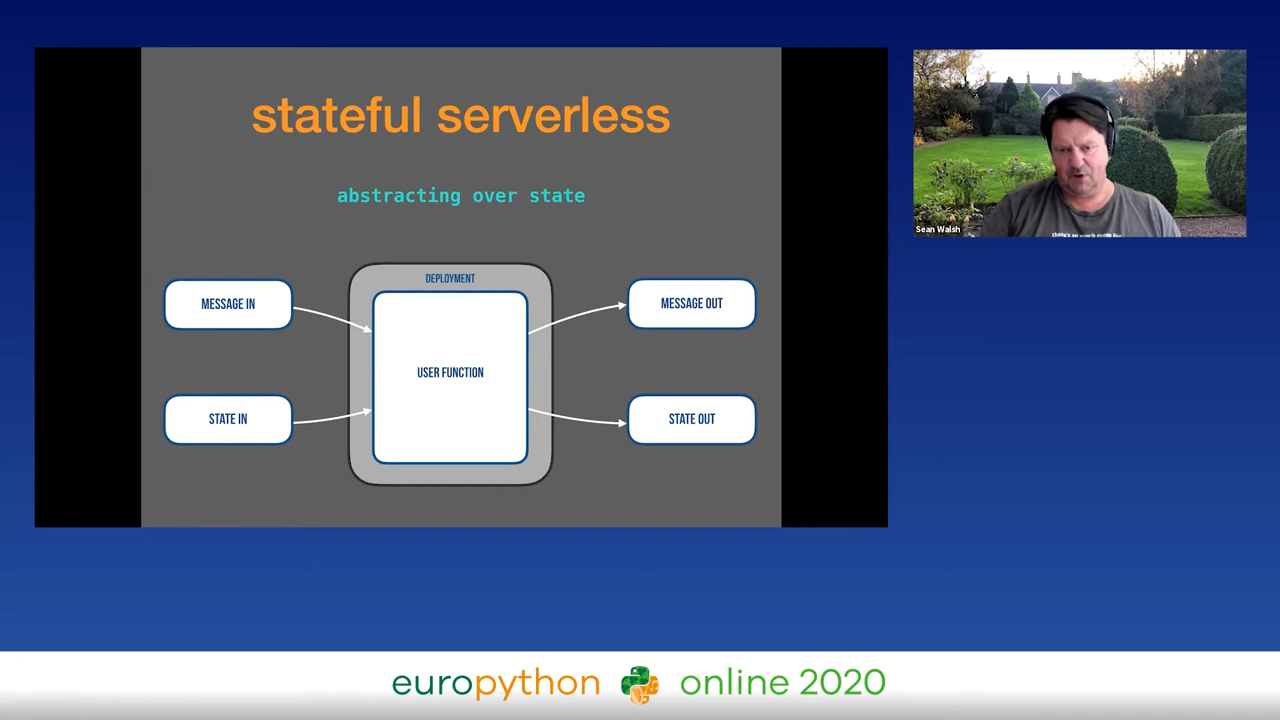 stateful serverless
abstracting over state
DEPLOYMENT
MESSAGE IN
USER FUNCTION
MESSAGE OUT
STATE IN
STATE OUT
Sean Walsh
europython online 2020